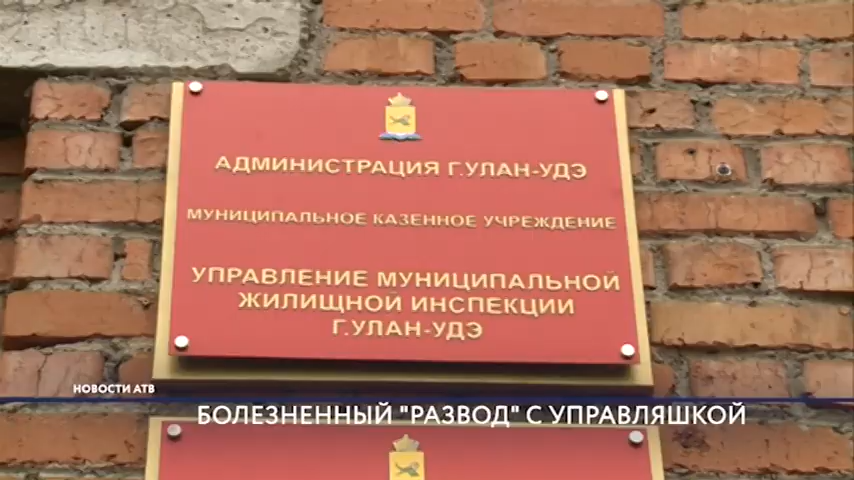 АДМИНИСТРАЦИЯ Г.УЛАН-УДЭ
МУНИЦИПАЛЬНОЕ КАЗЕННОЕ УЧРЕЖДЕНИЕ
УПРАВЛЕНИЕ МУНИЦИПАЛЬНОЙ
ЖИЛИЩНОЙ ИНСПЕКЦИИ
Г.УЛАН-УДЭ
НОВОСТИ АТВ
БОЛЕЗНЕННЫЙ "РАЗВОД" С УПРАВЛЯШКОЙ